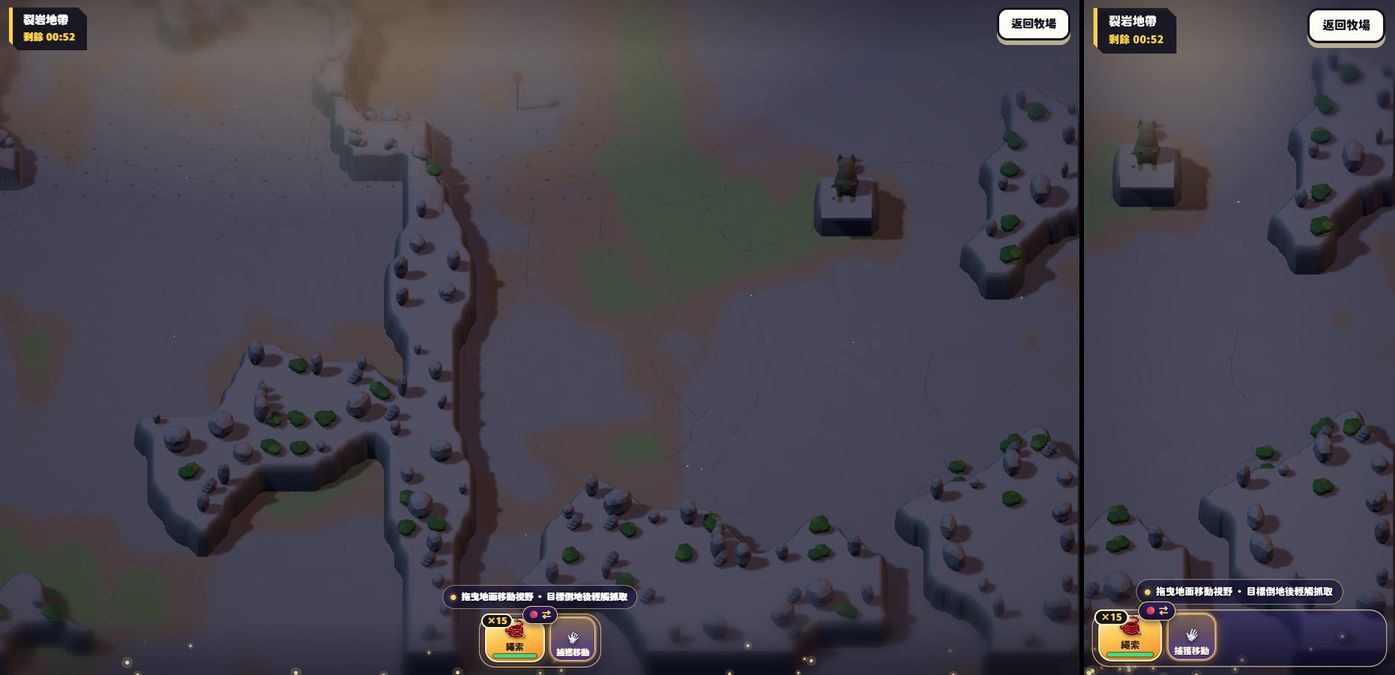 裂岩地帶
剩餘 00:52
返回牧場
拖曳地面移動視野・目標倒地後輕觸抓取
×15
繩索
捕獲移動
裂岩地帶
剩餘 00:52
返回牧場
拖曳地面移動視野・目標倒地後輕觸抓取
×15
繩索
捕獲移動